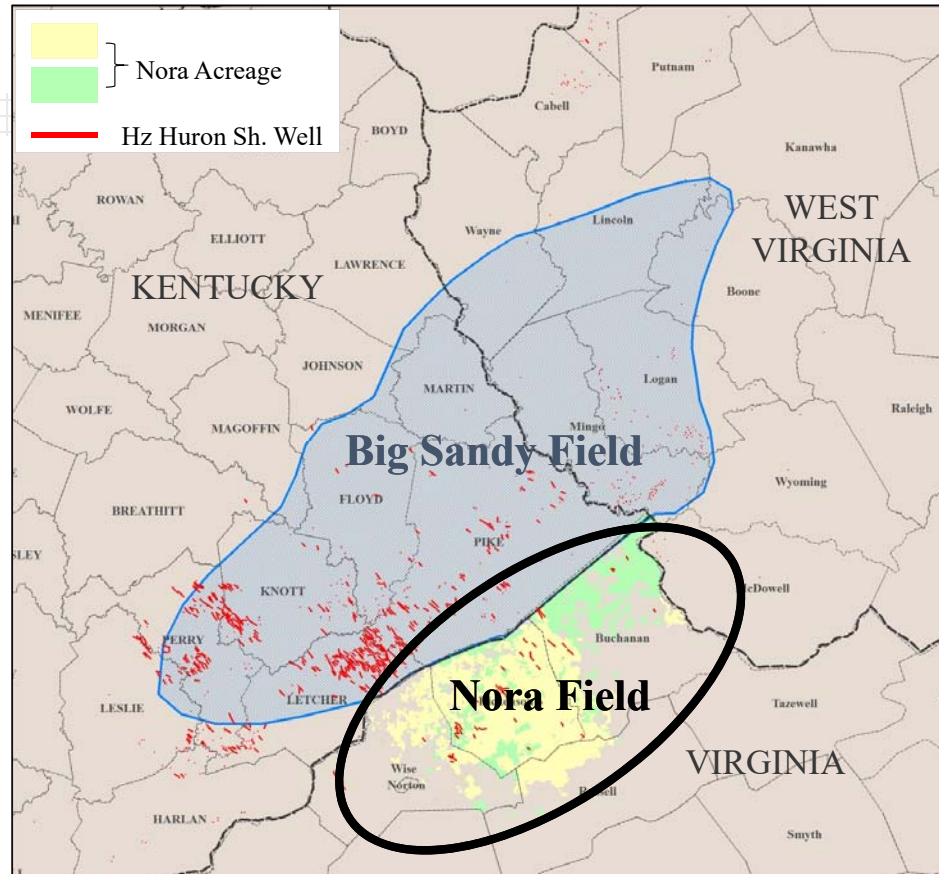 Nora Acreage
Hz Huron Sh. Well
Putnam
Cabell
BOYD
Kanawha
ROWAN
WEST
VIRGINIA
Lincoln
Wayne
ELLIOTT
LAWRENCE
KENTUCKY
Boone
MENIFEE
MORGAN
JOHNSON
MARTIN
Logan
WOLFE
Raleigh
MAGOFFIN
Mingo
Big Sandy Field
Wyoming
FLOYD
BREATHITT
PIKE
KNOTT
McDowell
PERRY
Buchanan
LETCHER
Nora Field
LESLIE
Tazewell
VIRGINIA
Wise
Norton
HARLAN
Smyth